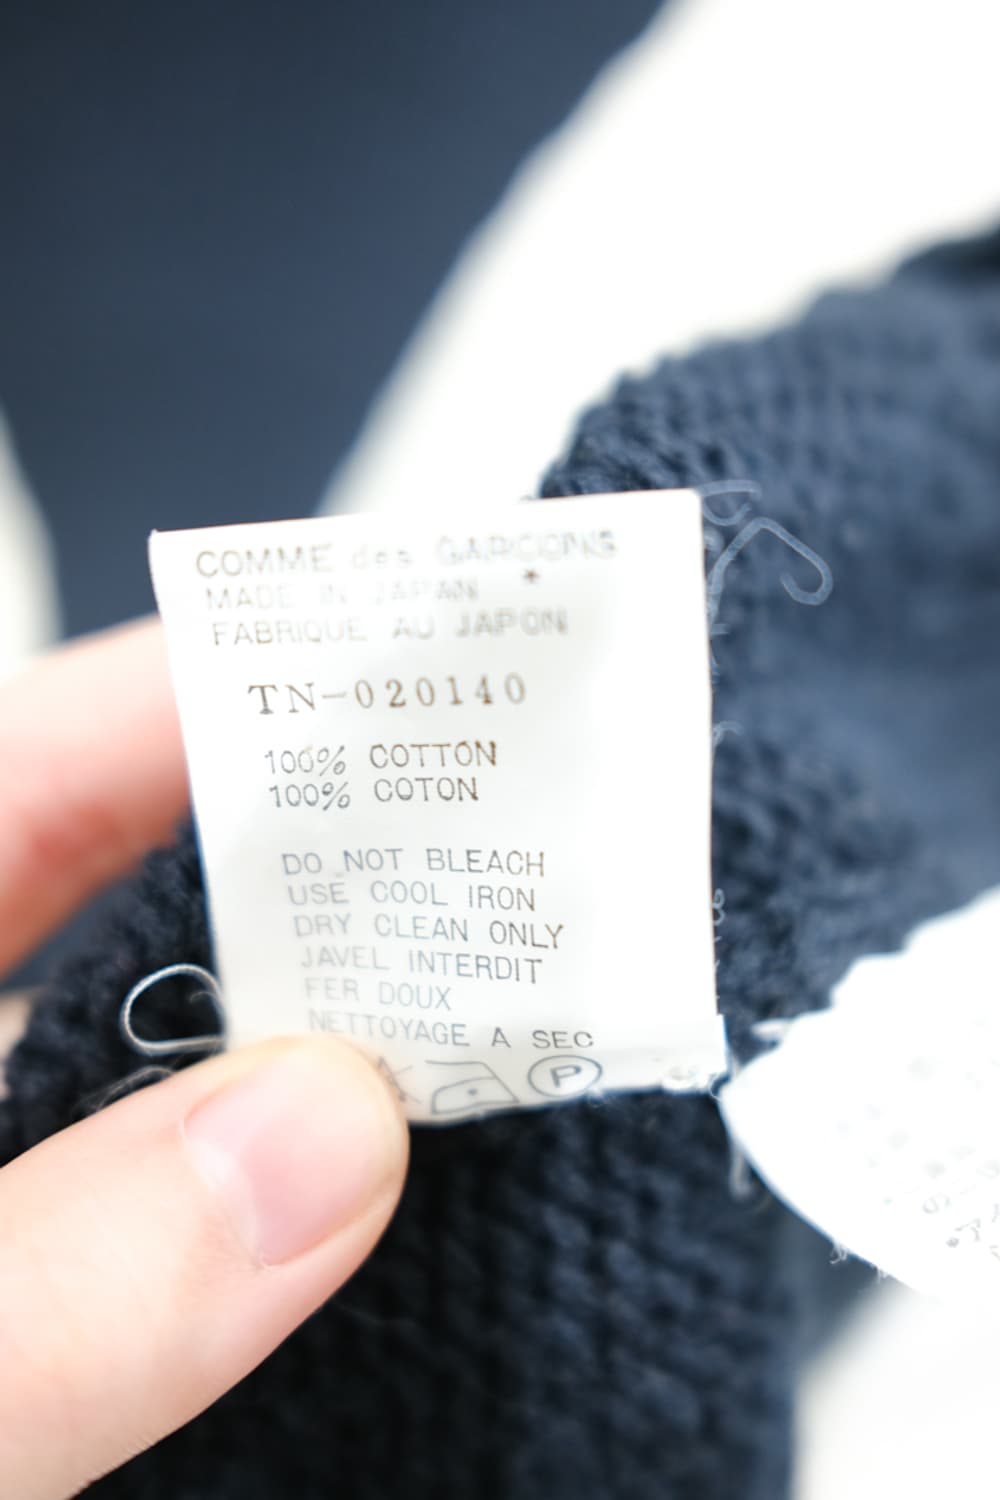 COMME des GARCONS
MADE IN JAPAN
FABRIQUE AU JAPON
TN-020140
100% COTTON
100% COTON
DO NOT BLEACH
USE COOL IRON
DRY CLEAN ONLY
JAVEL INTERDIT
FER DOUX
NETTOYAGE A SEC
P